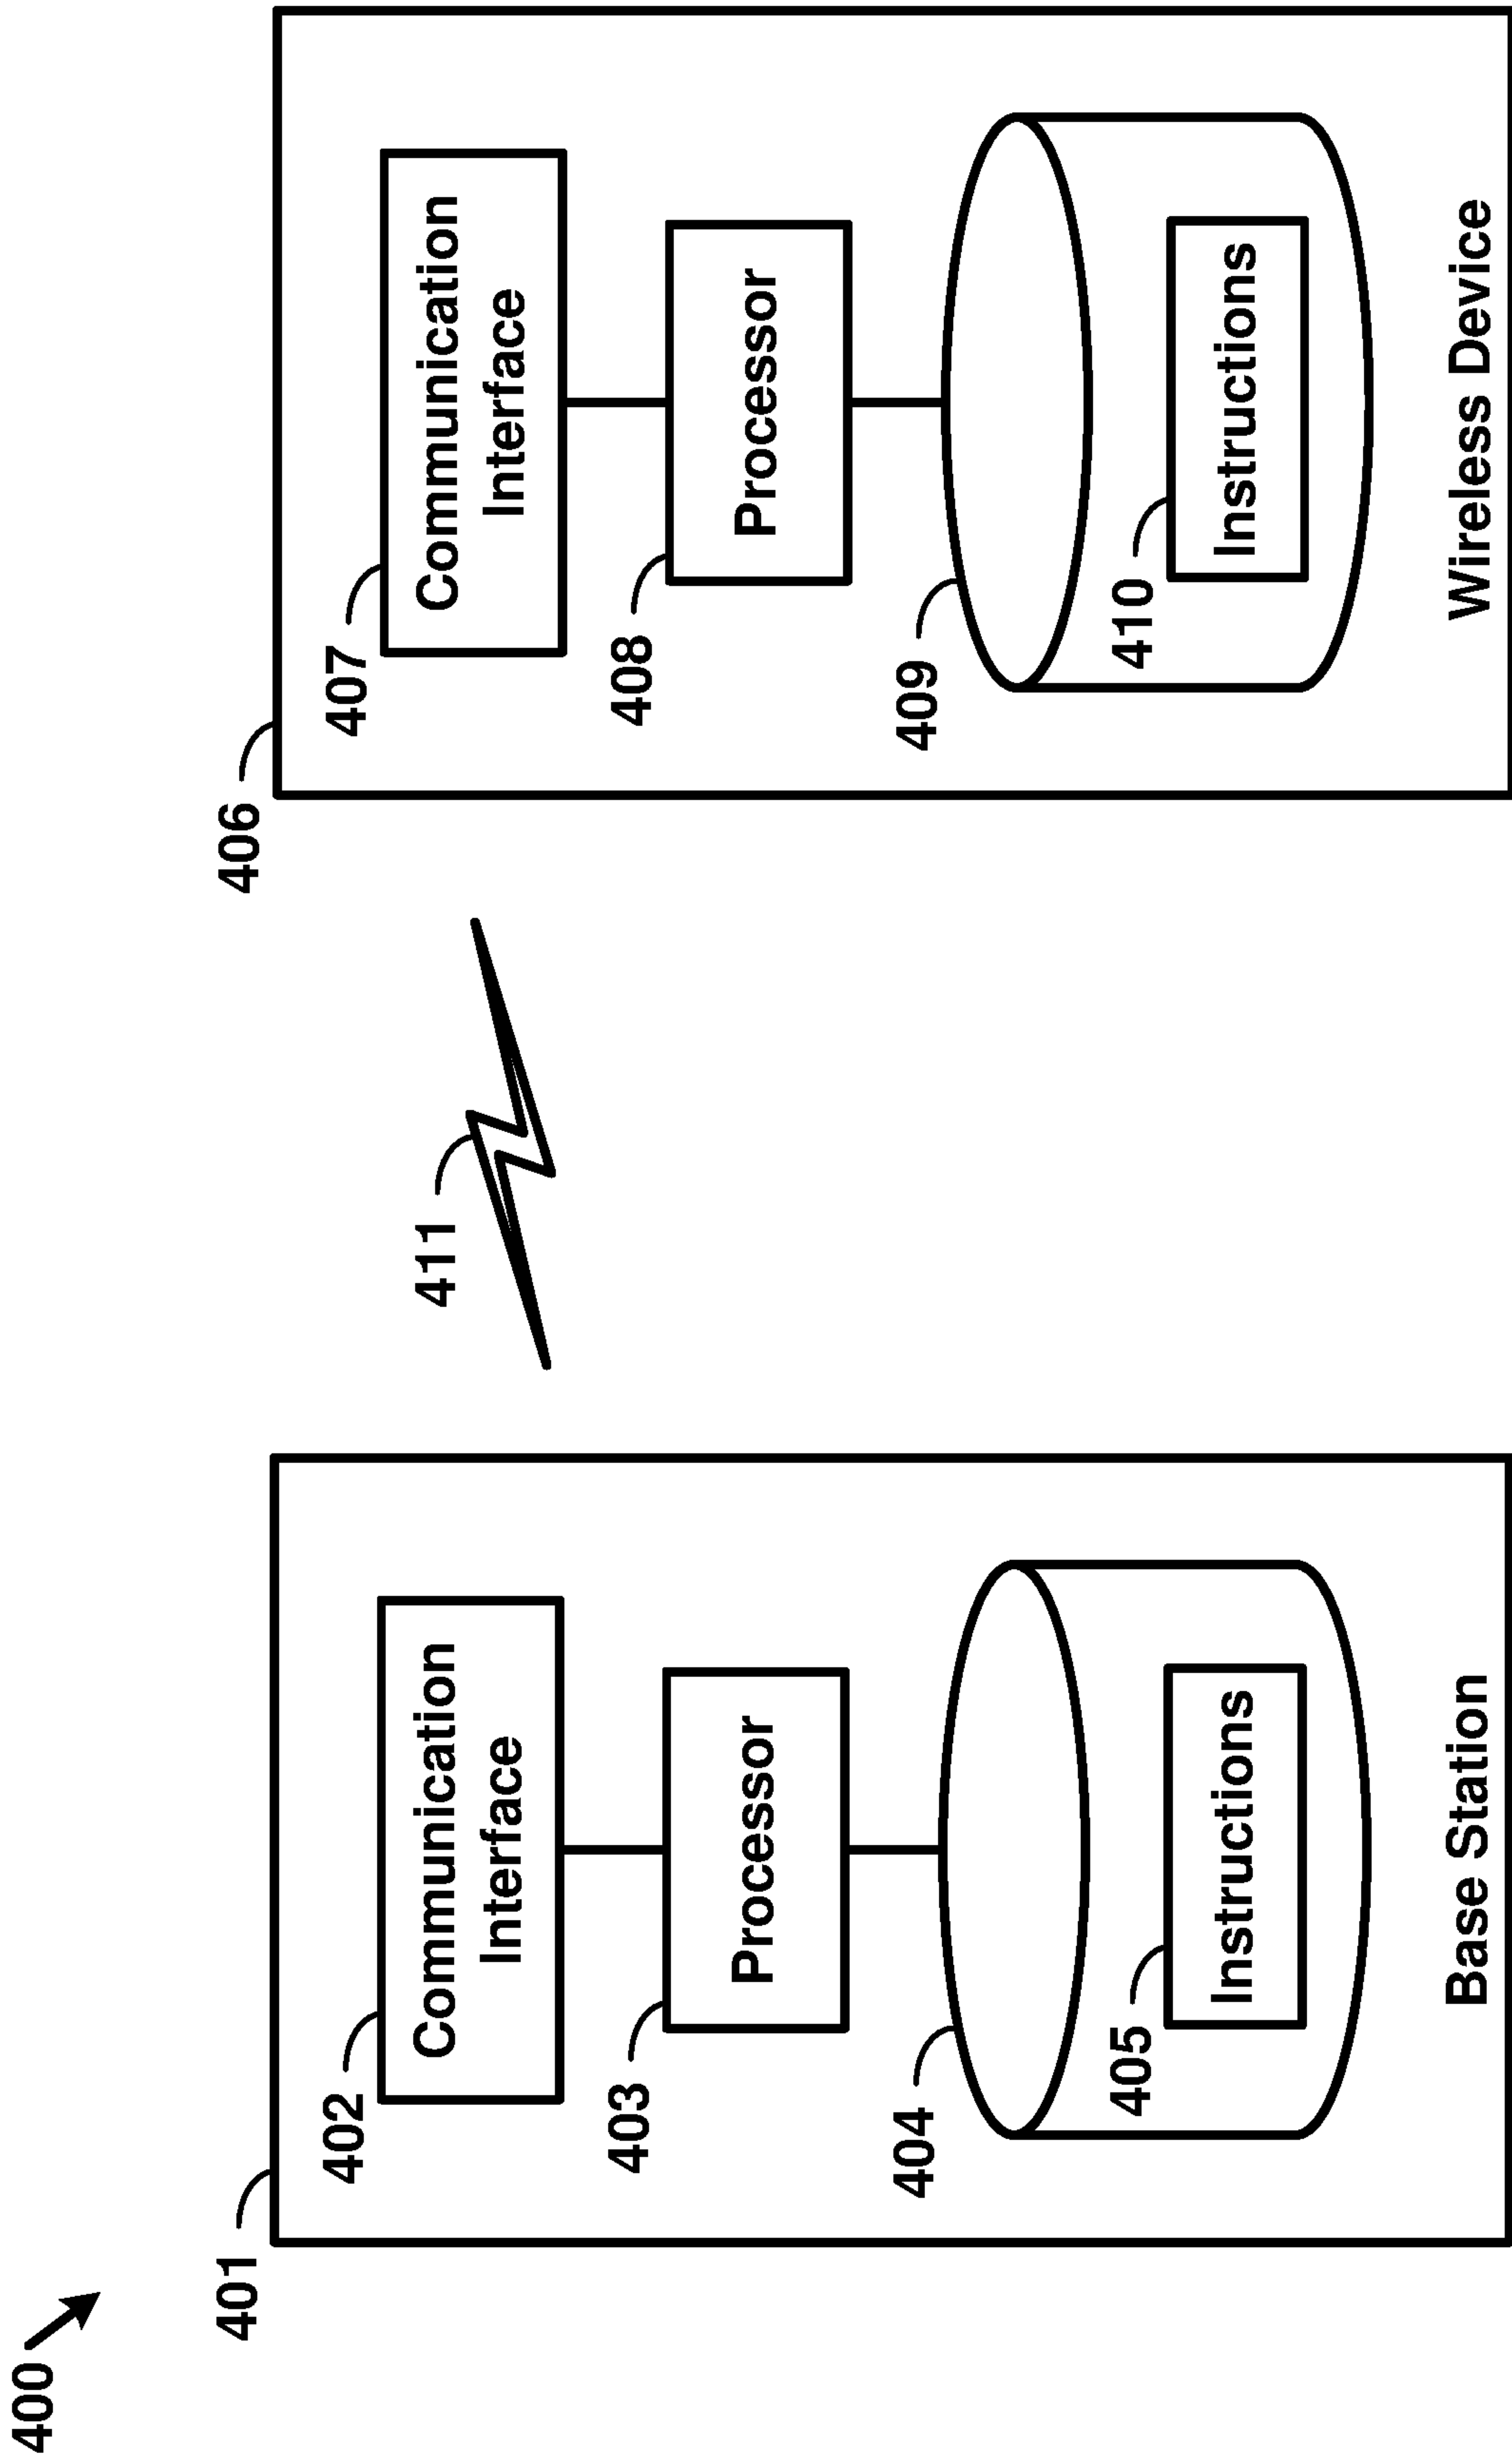 400
401
402
Communication
Interface
403
Processor
404
405
Instructions
Base Station
411
406
407
Communication
Interface
408
Processor
409
410
Instructions
Wireless Device